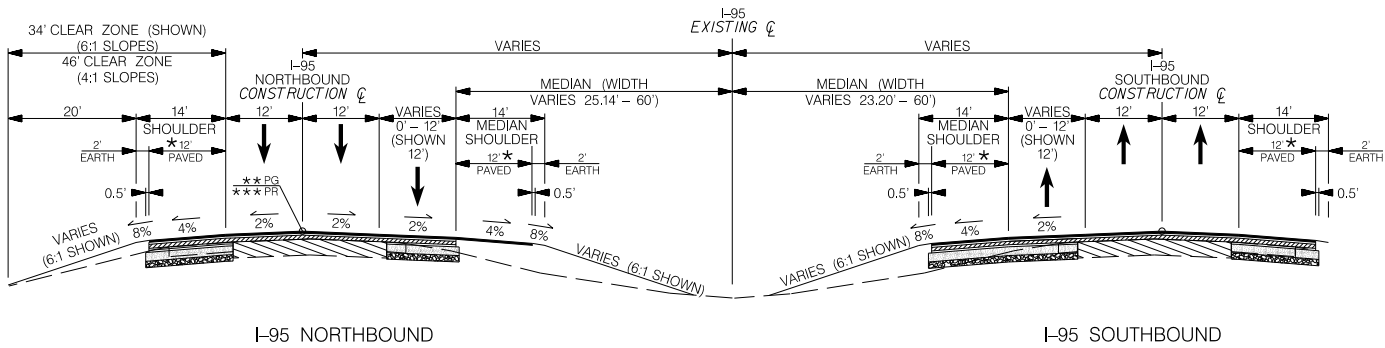 I-95
EXISTING ℄
34' CLEAR ZONE (SHOWN)
(6:1 SLOPES)
46' CLEAR ZONE
(4:1 SLOPES)
VARIES
VARIES
I-95
NORTHBOUND
CONSTRUCTION ℄
I-95
SOUTHBOUND
CONSTRUCTION ℄
MEDIAN (WIDTH
VARIES 25.14' – 60')
MEDIAN (WIDTH
VARIES 23.20' – 60')
20'
14'
SHOULDER
12'
12'
VARIES
0' – 12'
(SHOWN
12')
14'
MEDIAN
SHOULDER
14'
MEDIAN
SHOULDER
VARIES
0' – 12'
(SHOWN
12')
12'
12'
14'
SHOULDER
2'
EARTH
*12'
PAVED
12'*
PAVED
2'
EARTH
2'
EARTH
12'*
PAVED
12'*
PAVED
2'
EARTH
0.5'
**PG
***PR
0.5'
0.5'
0.5'
VARIES
(6:1 SHOWN)
8%
4%
2%
2%
2%
4%
8%
VARIES (6:1 SHOWN)
VARIES (6:1 SHOWN)
8%
4%
2%
I-95 NORTHBOUND
I-95 SOUTHBOUND